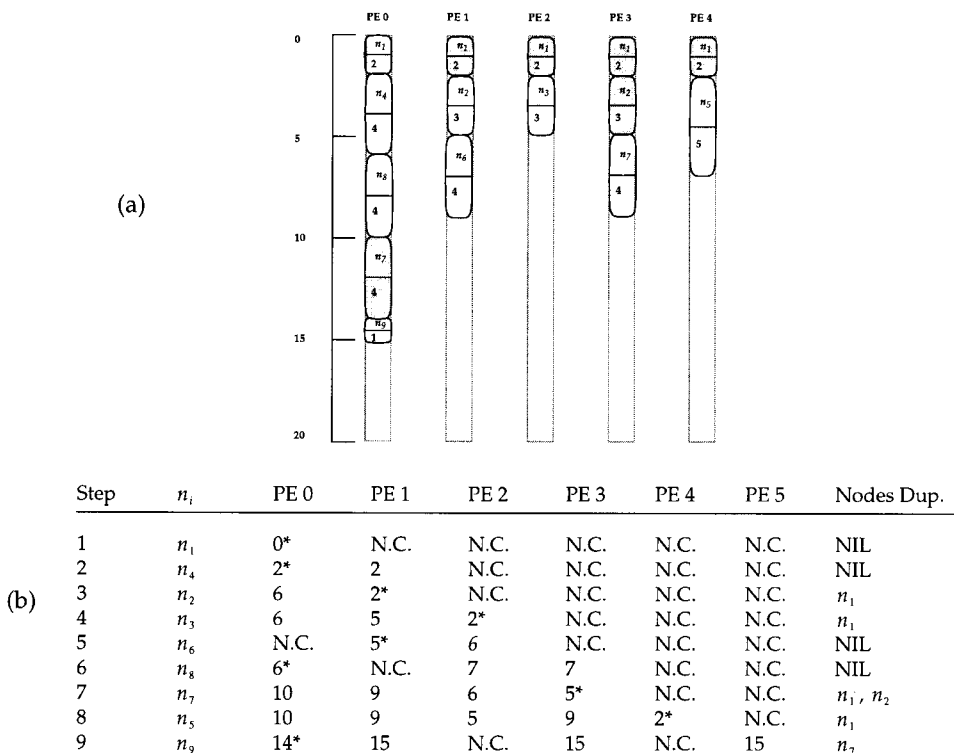 PE 0 PE 1 PE 2 PE 3 PE 4
0
n₁ n₂ n₁ n₁ n₁
2 2 2 2 2
n₄ n₂ n₃ n₂ n₅
4 3 3 3
5
5
n₈ n₆ n₇
4 4 4
(a)
10
n₇
4
n₉
1
15
20
Step nᵢ PE 0 PE 1 PE 2 PE 3 PE 4 PE 5 Nodes Dup.
1 n₁ 0* N.C. N.C. N.C. N.C. N.C. NIL
2 n₄ 2* 2 N.C. N.C. N.C. N.C. NIL
(b)
3 n₂ 6 2* N.C. N.C. N.C. N.C. n₁
4 n₃ 6 5 2* N.C. N.C. N.C. n₁
5 n₆ N.C. 5* 6 N.C. N.C. N.C. NIL
6 n₈ 6* N.C. 7 7 N.C. N.C. NIL
7 n₇ 10 9 6 5* N.C. N.C. n₁, n₂
8 n₅ 10 9 5 9 2* N.C. n₁
9 n₉ 14* 15 N.C. 15 N.C. 15 n₇